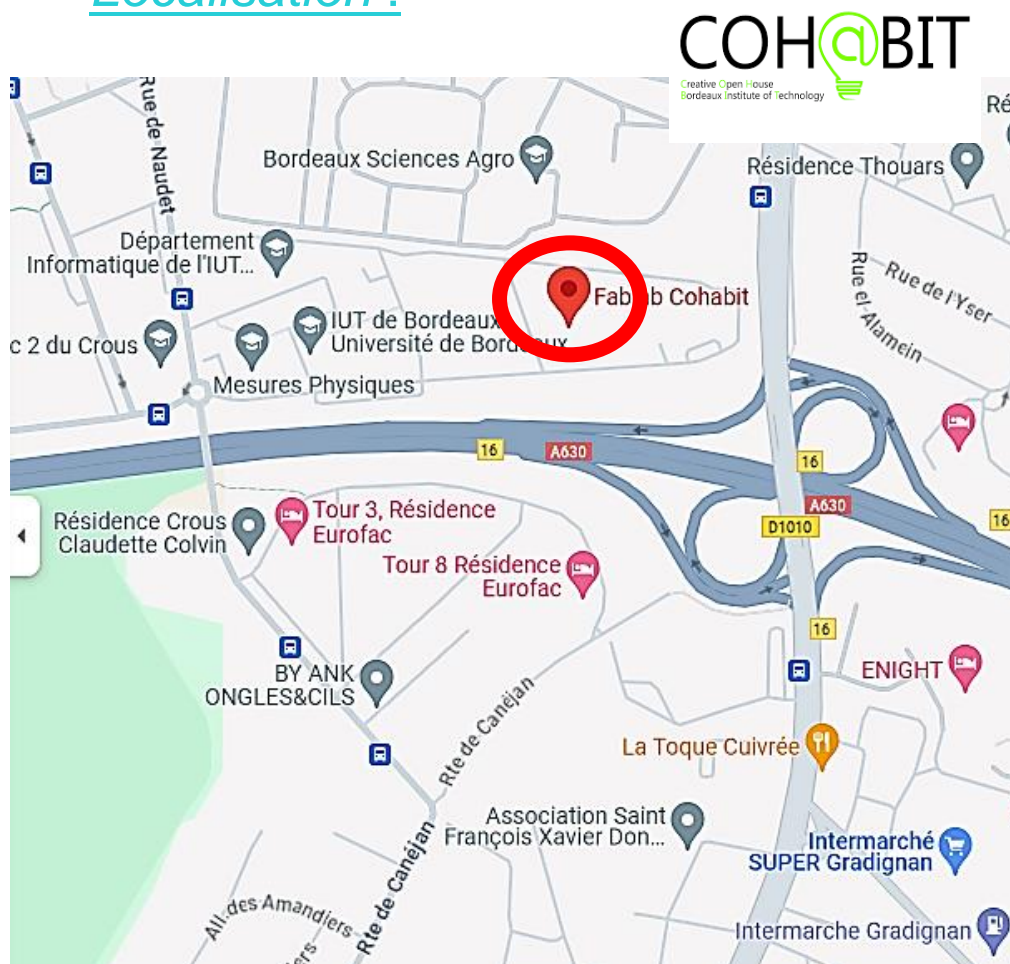 Localisation :
COH@BIT
Creative Open House
Bordeaux Institute of Technology
Ré
Rue de Naudet
Bordeaux Sciences Agro
Résidence Thouars
Département
Informatique de l'IUT...
Fablab Cohabit
Rue de l'Yser
Rue el Alamein
IUT de Bordeaux
Université de Bordeaux
c 2 du Crous
Mesures Physiques
16
A630
16
A630
D1010
16
Résidence Crous
Claudette Colvin
Tour 3, Résidence
Eurofac
Tour 8 Résidence
Eurofac
16
BY ANK
ONGLES&CILS
ENIGHT
Rte de Canéjan
La Toque Cuivrée
Association Saint
François Xavier Don...
Intermarché
SUPER Gradignan
Rte de Canéjan
All. des Amandiers
Intermarche Gradignan
iers